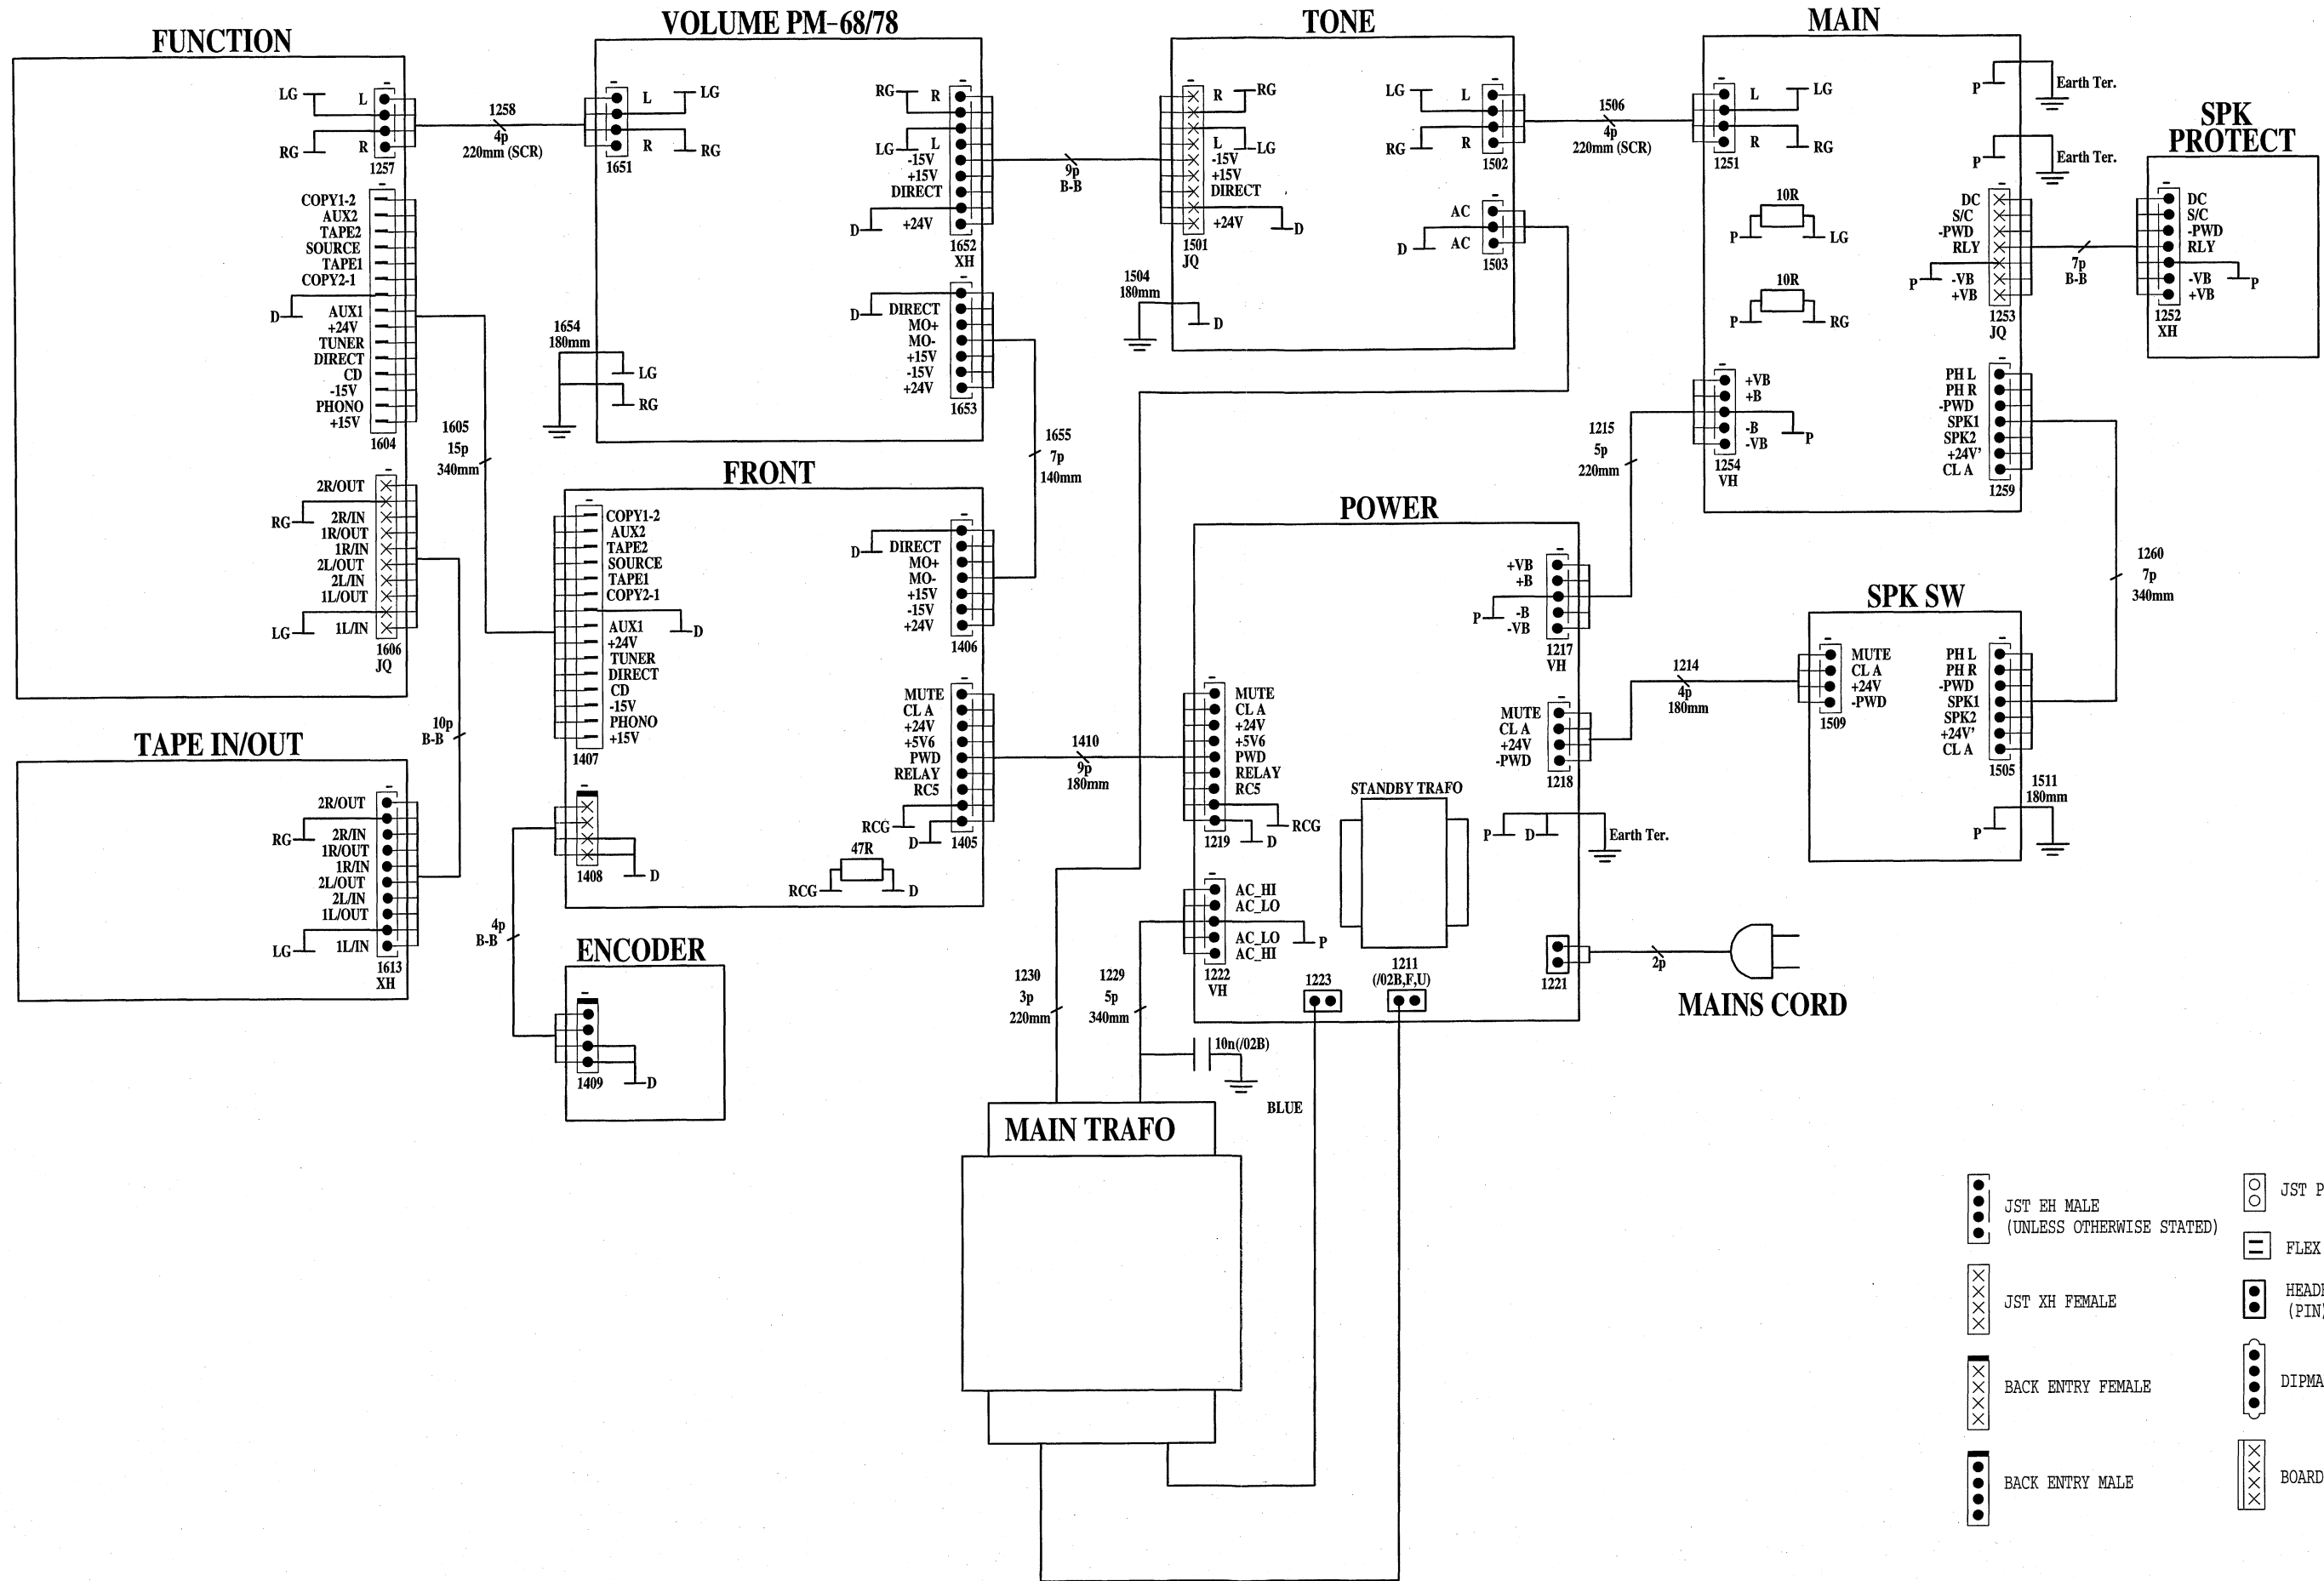 FUNCTION
LG
L
RG
R
1257
COPY1-2
AUX2
TAPE2
SOURCE
TAPE1
COPY2-1
D
AUX1
+24V
TUNER
DIRECT
CD
-15V
PHONO
+15V
1604
2R/OUT
RG
2R/IN
1R/OUT
1R/IN
2L/OUT
2L/IN
1L/OUT
LG
1L/IN
1606
JQ
1258
4p
220mm (SCR)
1605
15p
340mm
10p
B-B
TAPE IN/OUT
2R/OUT
RG
2R/IN
1R/OUT
1R/IN
2L/OUT
2L/IN
1L/OUT
LG
1L/IN
1613
XH
VOLUME PM-68/78
L
LG
R
RG
1651
RG
R
LG
L
-15V
+15V
DIRECT
D
+24V
1652
XH
D
DIRECT
MO+
MO-
+15V
-15V
+24V
1653
1654
180mm
LG
RG
9p
B-B
1655
7p
140mm
FRONT
COPY1-2
AUX2
TAPE2
SOURCE
TAPE1
COPY2-1
D
AUX1
+24V
TUNER
DIRECT
CD
-15V
PHONO
+15V
1407
1408
D
D
DIRECT
MO+
MO-
+15V
-15V
+24V
1406
MUTE
CL A
+24V
+5V6
PWD
RELAY
RC5
RCG
D
1405
47R
RCG
D
4p
B-B
ENCODER
1409
D
1410
9p
180mm
TONE
R
RG
L
LG
-15V
+15V
DIRECT
+24V
D
1501
JQ
LG
L
RG
R
1502
AC
D
AC
1503
1504
180mm
D
1506
4p
220mm (SCR)
MAIN
L
LG
R
RG
1251
P
Earth Ter.
P
Earth Ter.
10R
P
LG
10R
P
RG
DC
S/C
-PWD
RLY
P
-VB
+VB
1253
JQ
+VB
+B
-B
-VB
P
1254
VH
PH L
PH R
-PWD
SPK1
SPK2
+24V'
CL A
1259
7p
B-B
SPK
PROTECT
DC
S/C
-PWD
RLY
-VB
+VB
P
1252
XH
1215
5p
220mm
1260
7p
340mm
POWER
+VB
+B
P
-B
-VB
1217
VH
MUTE
CL A
+24V
+5V6
PWD
RELAY
RC5
RCG
D
1219
MUTE
CL A
+24V
-PWD
1218
STANDBY TRAFO
P
D
Earth Ter.
AC_HI
AC_LO
AC_LO
AC_HI
P
1222
VH
1223
1211
(/02B,F,U)
1221
1214
4p
180mm
SPK SW
MUTE
CL A
+24V
-PWD
1509
PH L
PH R
-PWD
SPK1
SPK2
+24V'
CL A
1505
1511
180mm
P
2p
MAINS CORD
1230
3p
220mm
1229
5p
340mm
10n(/02B)
BLUE
MAIN TRAFO
JST EH MALE
(UNLESS OTHERWISE STATED)
JST XH FEMALE
BACK ENTRY FEMALE
BACK ENTRY MALE
JST P
FLEX
HEAD
(PIN)
DIPMA
BOARD